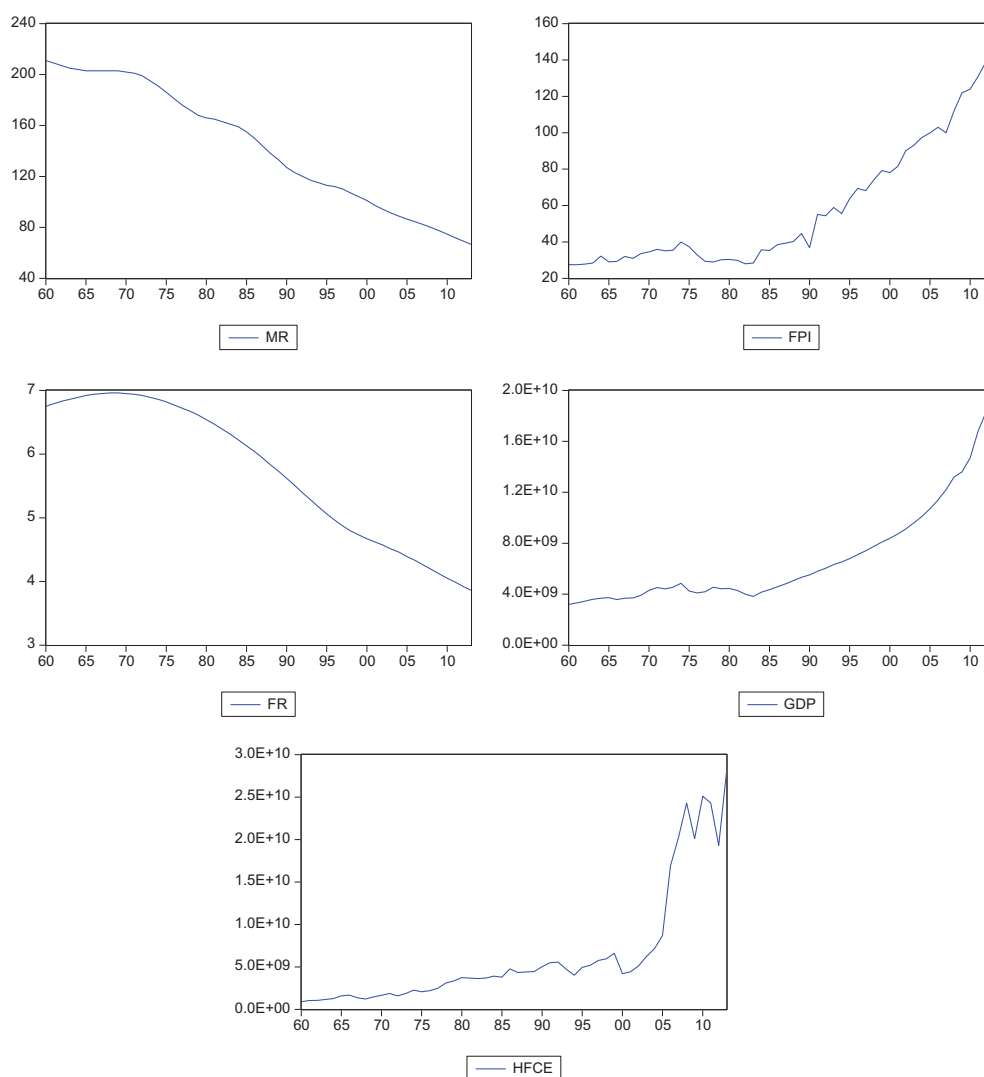 240
200
160
120
80
40
60 65 70 75 80 85 90 95 00 05 10
MR
160
140
120
100
80
60
40
20
60 65 70 75 80 85 90 95 00 05 10
FPI
7
6
5
4
3
60 65 70 75 80 85 90 95 00 05 10
FR
2.0E+10
1.6E+10
1.2E+10
8.0E+09
4.0E+09
0.0E+00
60 65 70 75 80 85 90 95 00 05 10
GDP
3.0E+10
2.5E+10
2.0E+10
1.5E+10
1.0E+10
5.0E+09
0.0E+00
60 65 70 75 80 85 90 95 00 05 10
HFCE